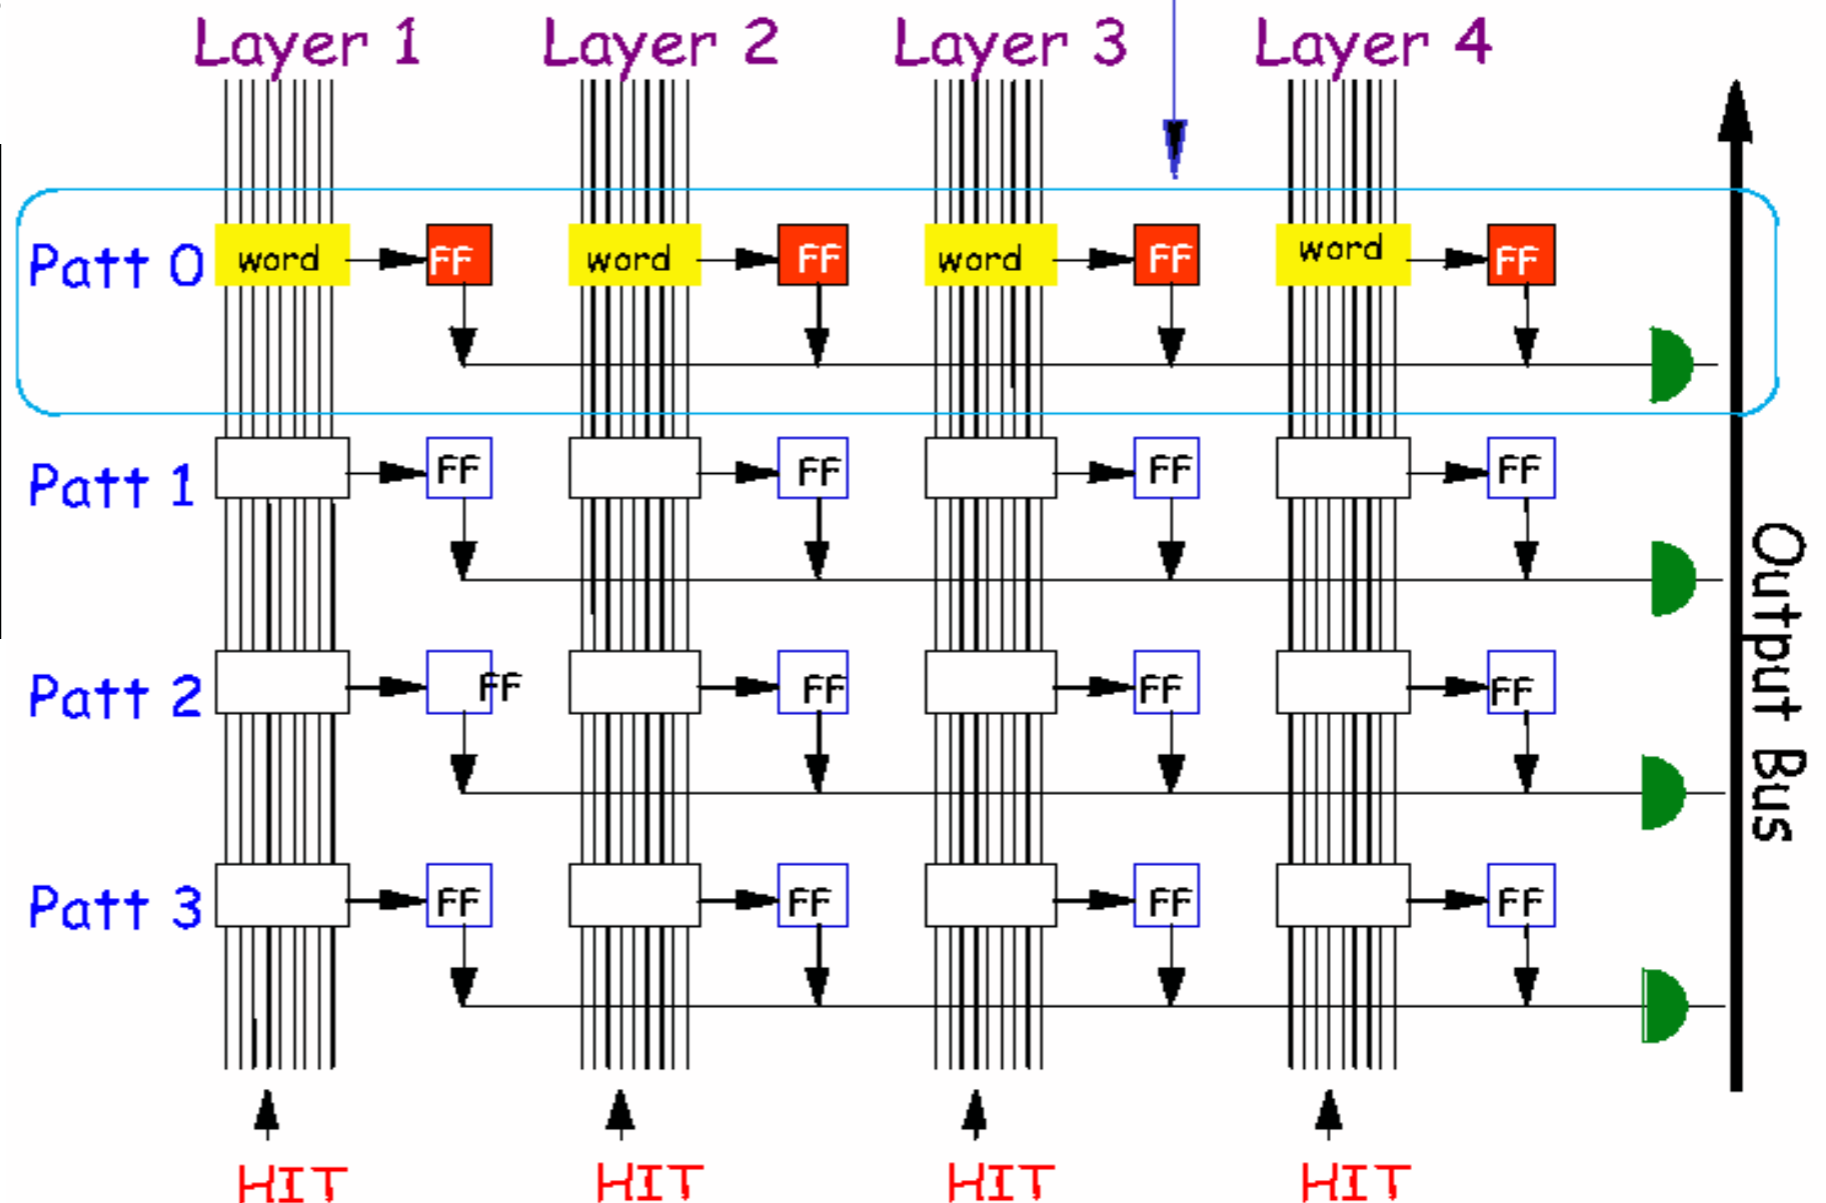 Layer 1 Layer 2 Layer 3 Layer 4
Patt 0 word FF word FF word FF word FF
Patt 1 FF FF FF FF
Patt 2 FF FF FF FF
Patt 3 FF FF FF FF
Output Bus
HIT HIT HIT HIT